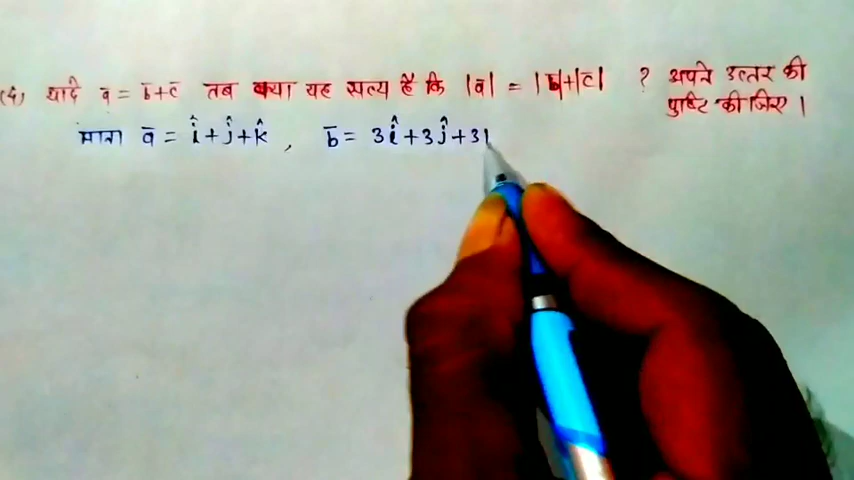 (4) यदि a̅ = b̅+c̅ तब क्या यह सत्य है कि |a̅| = |b̅|+|c̅| ? अपने उत्तर की
पुष्टि कीजिए ।
माना a̅ = î+ĵ+k̂ , b̅ = 3î+3ĵ+3